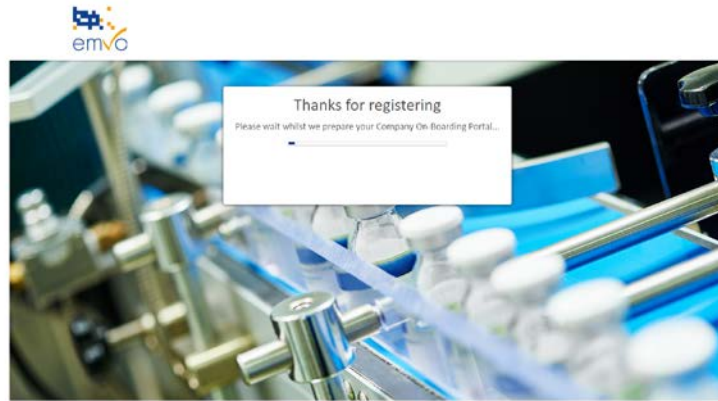 emvo
Thanks for registering
Please wait whilst we prepare your Company On-Boarding Portal...